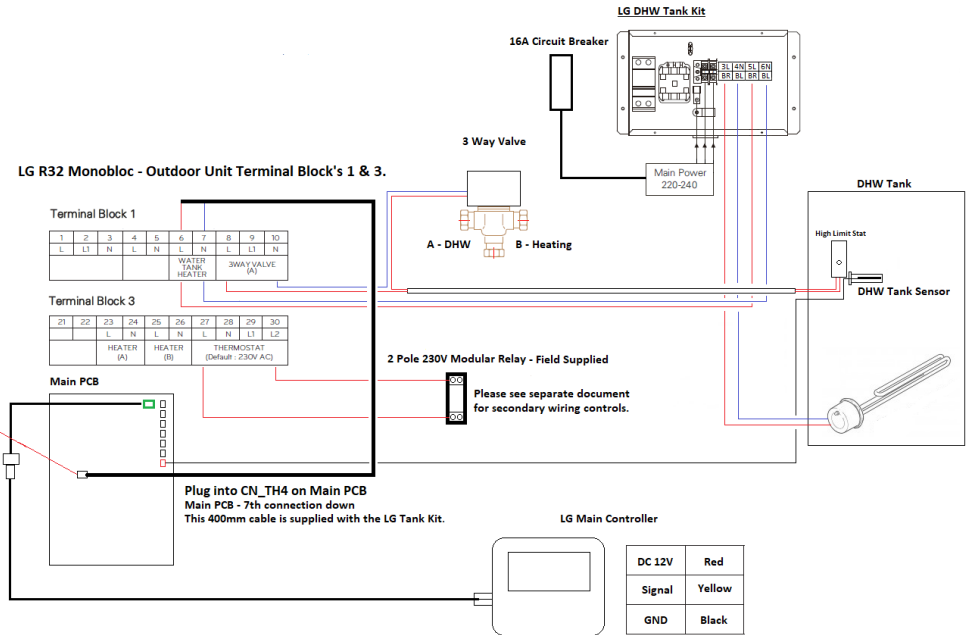 LG DHW Tank Kit
16A Circuit Breaker
3L 4N 5L 6N
BR BL BR BL
3 Way Valve
Main Power
220-240
LG R32 Monobloc - Outdoor Unit Terminal Block's 1 & 3.
DHW Tank
Terminal Block 1
1 2 3 4 5 6 7 8 9 10
L L1 N L N L N L L1 N
WATER
TANK
HEATER
3WAY VALVE
(A)
A - DHW
B - Heating
High Limit Stat
DHW Tank Sensor
Terminal Block 3
21 22 23 24 25 26 27 28 29 30
L N L N L N L1 L2
HEATER
(A)
HEATER
(B)
THERMOSTAT
(Default : 230V AC)
2 Pole 230V Modular Relay - Field Supplied
Please see separate document
for secondary wiring controls.
Main PCB
Plug into CN_TH4 on Main PCB
Main PCB - 7th connection down
This 400mm cable is supplied with the LG Tank Kit.
LG Main Controller
DC 12V Red
Signal Yellow
GND Black